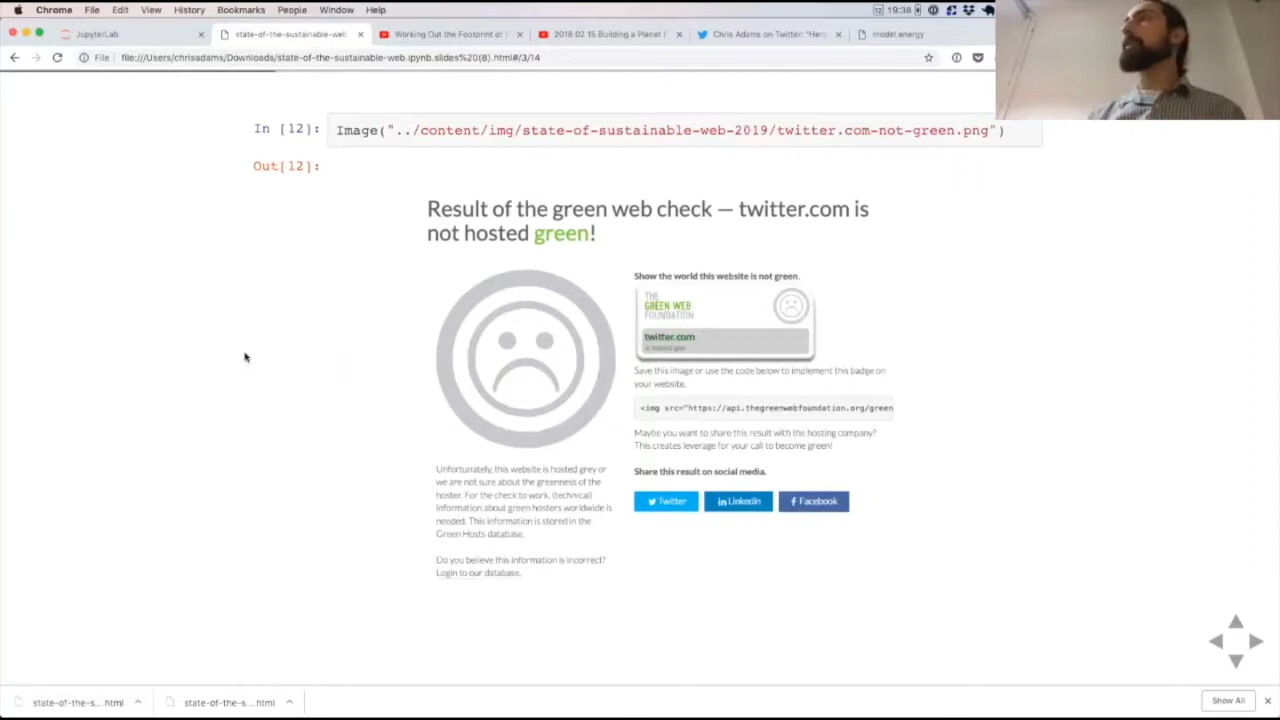 Chrome File Edit View History Bookmarks People Window Help
19:38
JupyterLab
state-of-the-sustainable-web
Working Out the Footprint of
2018 02 15 Building a Planet
Chris Adams on Twitter: "Here
model.energy
File file:///Users/chrisadams/Downloads/state-of-the-sustainable-web.ipynb.slides%20(8).html#/3/14
In [12]: Image("../content/img/state-of-sustainable-web-2019/twitter.com-not-green.png")
Out[12]:
Result of the green web check — twitter.com is
not hosted green!
Show the world this website is not green.
THE
GREEN WEB
FOUNDATION
twitter.com
is hosted grey
Save this image or use the code below to implement this badge on
your website.
<img src="https://api.thegreenwebfoundation.org/green
Maybe you want to share this result with the hosting company?
This creates leverage for your call to become green!
Share this result on social media.
Twitter LinkedIn Facebook
Unfortunately, this website is hosted grey or
we are not sure about the greenness of the
hoster. For the check to work, (technical)
information about green hosters worldwide is
needed. This information is stored in the
Green Hosts database.
Do you believe this information is incorrect?
Login to our database.
state-of-the-s....html
state-of-the-s....html
Show All